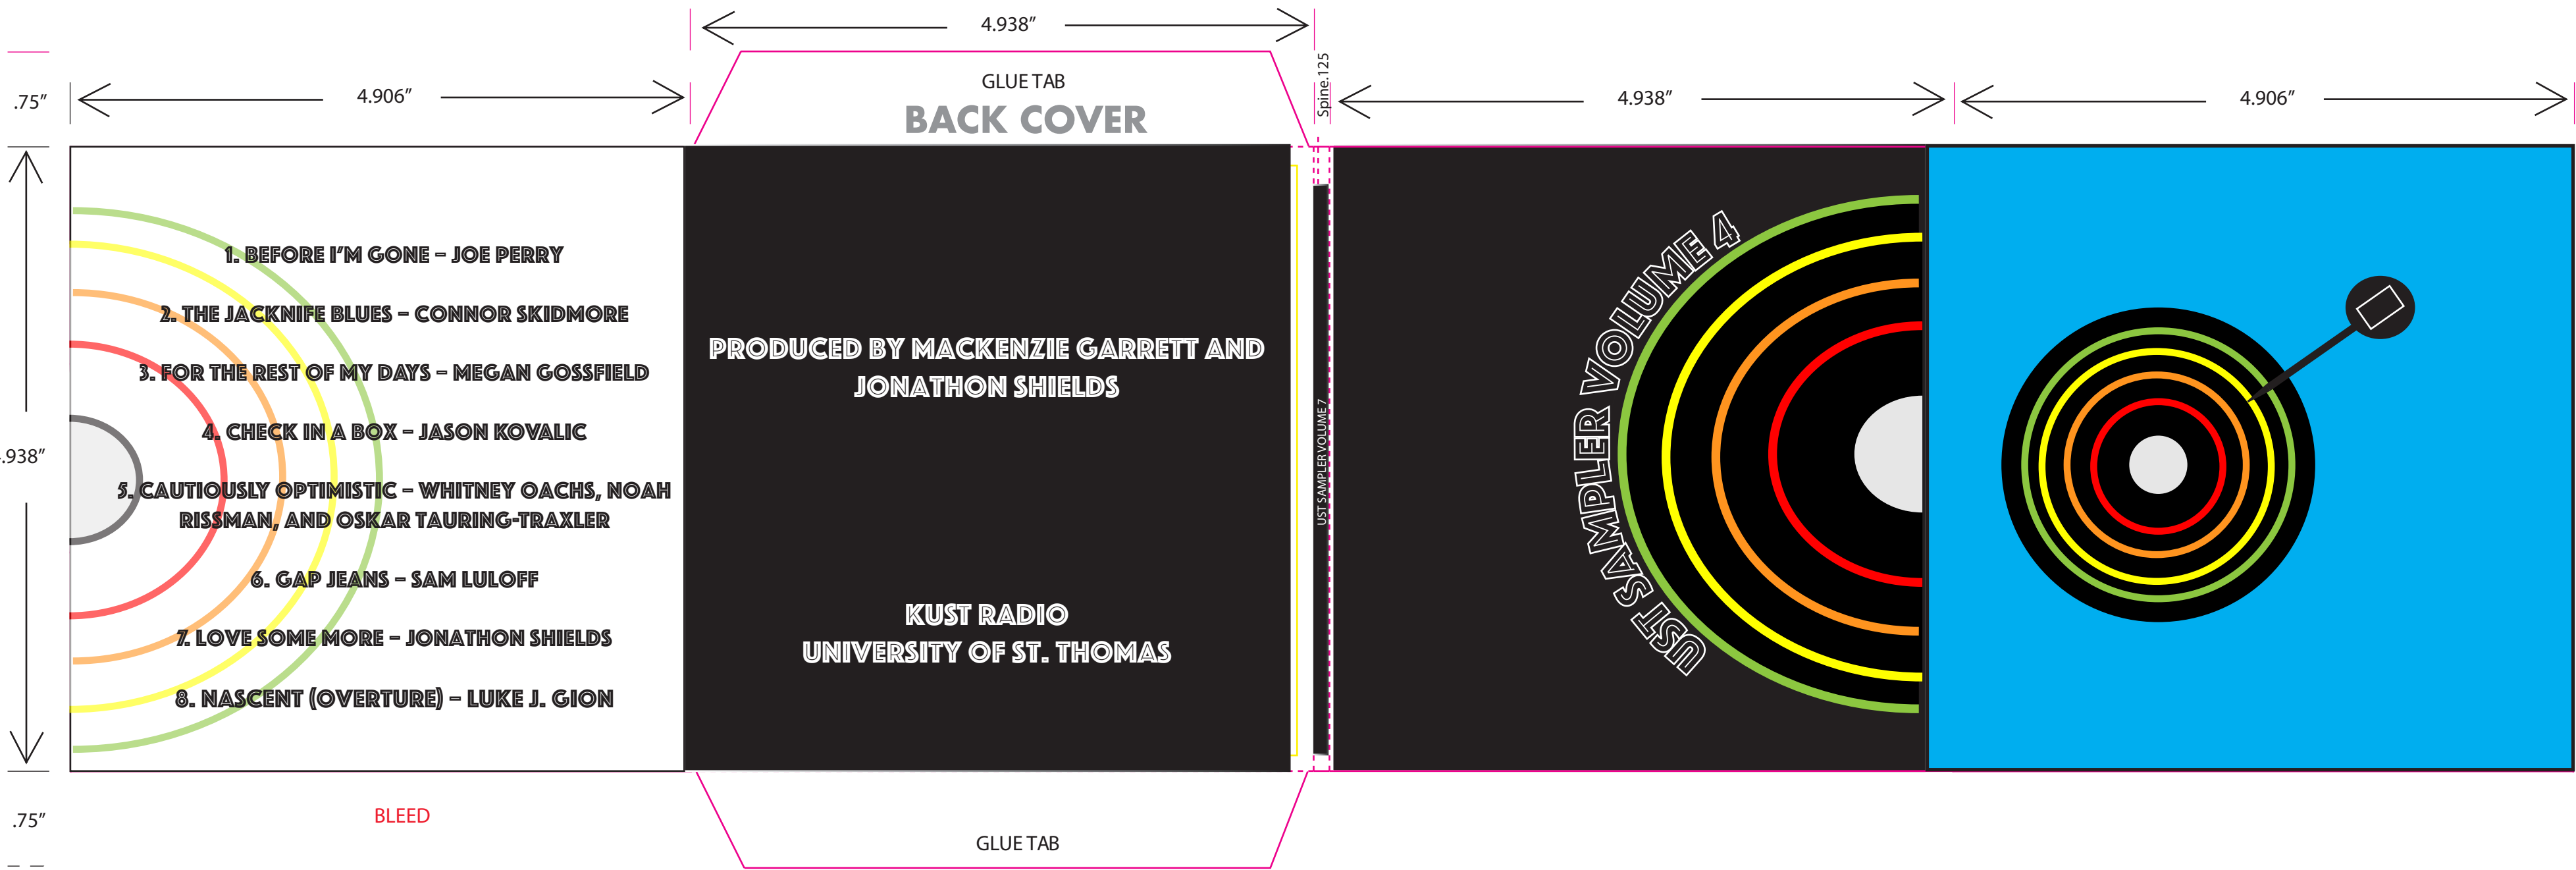 4.938”
Spine.125
GLUE TAB
BACK COVER
.75”
4.906”
4.938”
4.906”
.938”
1. BEFORE I’M GONE – JOE PERRY
2. THE JACKNIFE BLUES – CONNOR SKIDMORE
3. FOR THE REST OF MY DAYS – MEGAN GOSSFIELD
4. CHECK IN A BOX – JASON KOVALIC
5. CAUTIOUSLY OPTIMISTIC – WHITNEY OACHS, NOAH
RISSMAN, AND OSKAR TAURING-TRAXLER
6. GAP JEANS – SAM LULOFF
7. LOVE SOME MORE – JONATHON SHIELDS
8. NASCENT (OVERTURE) – LUKE J. GION
PRODUCED BY MACKENZIE GARRETT AND
JONATHON SHIELDS
KUST RADIO
UNIVERSITY OF ST. THOMAS
UST SAMPLER VOLUME 7
UST SAMPLER VOLUME 4
.75”
BLEED
GLUE TAB